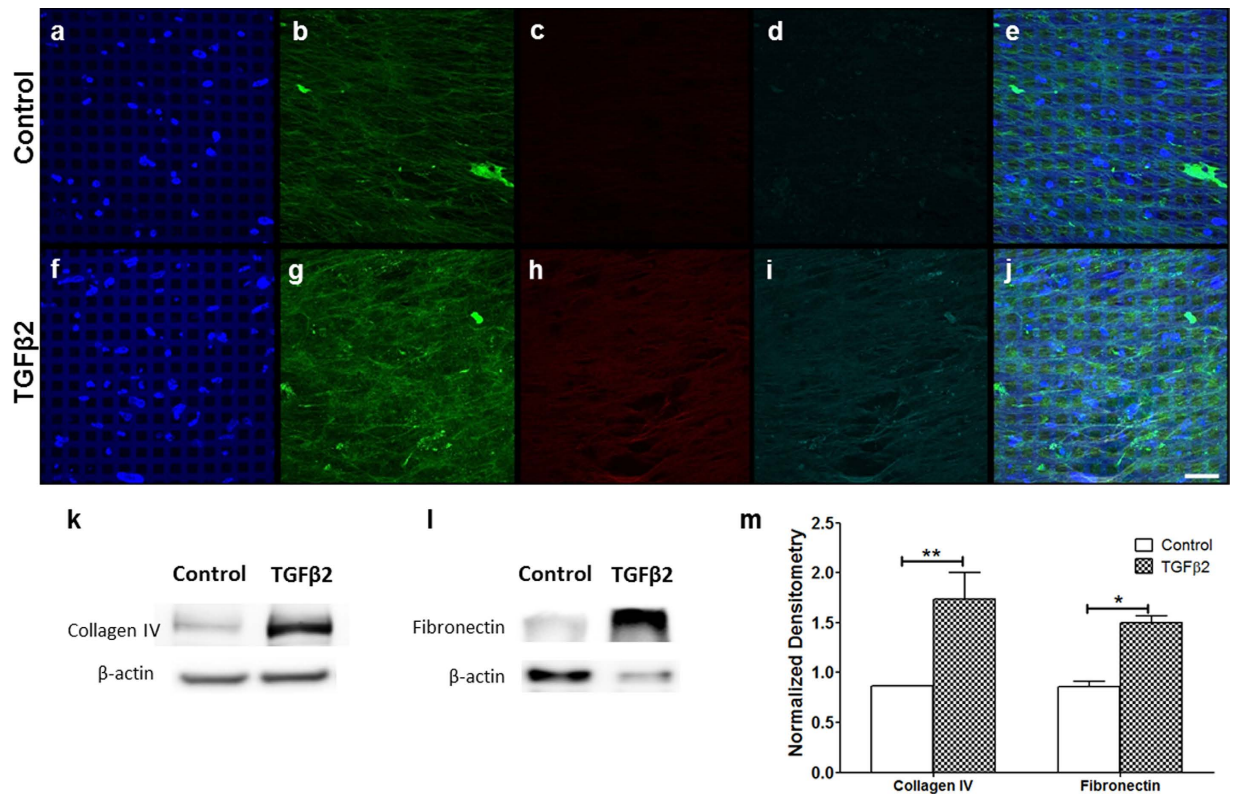 a b c d e
Control
f g h i j
TGFβ2
k
Control TGFβ2
Collagen IV
β-actin
l
Control TGFβ2
Fibronectin
β-actin
m
Normalized Densitometry
2.5
2.0
1.5
1.0
0.5
0.0
**
*
Control
TGFβ2
Collagen IV Fibronectin